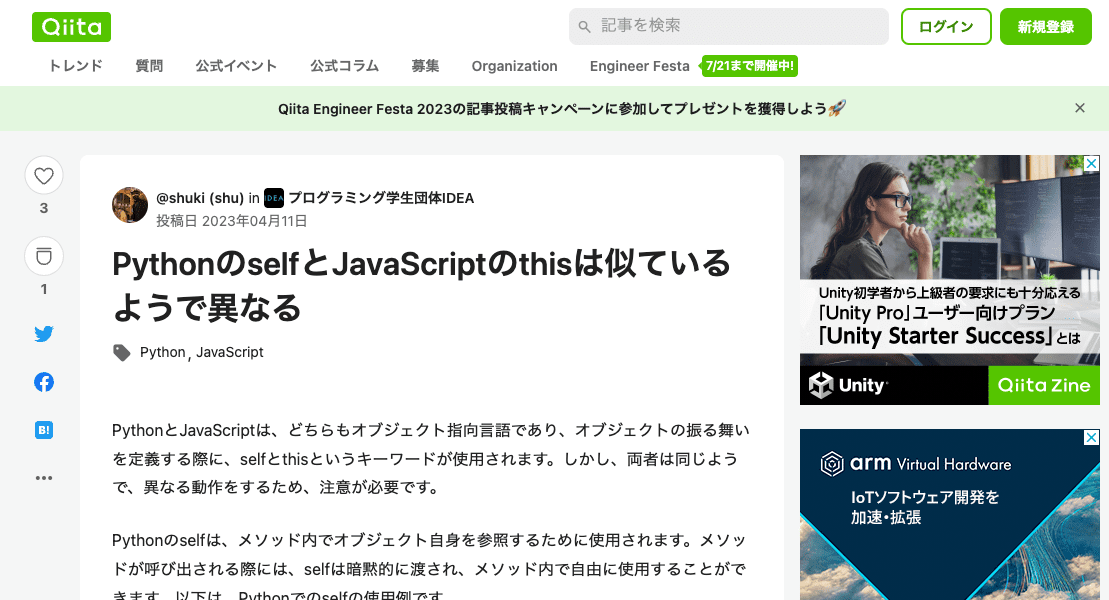 Qiita
記事を検索
ログイン
新規登録
トレンド 質問 公式イベント 公式コラム 募集 Organization Engineer Festa 7/21まで開催中!
Qiita Engineer Festa 2023の記事投稿キャンペーンに参加してプレゼントを獲得しよう🚀
3
1
B!
@shuki (shu) in IDEA プログラミング学生団体IDEA
投稿日 2023年04月11日
PythonのselfとJavaScriptのthisは似ている
ようで異なる
Python , JavaScript
PythonとJavaScriptは、どちらもオブジェクト指向言語であり、オブジェクトの振る舞い
を定義する際に、selfとthisというキーワードが使用されます。しかし、両者は同じよう
で、異なる動作をするため、注意が必要です。
Pythonのselfは、メソッド内でオブジェクト自身を参照するために使用されます。メソッ
ドが呼び出される際には、selfは暗黙的に渡され、メソッド内で自由に使用することがで
きます。以下は、Pythonでのselfの使用例です。
Unity初学者から上級者の要求にも十分応える
「Unity Pro」ユーザー向けプラン
「Unity Starter Success」とは
Unity
Qiita Zine
arm Virtual Hardware
IoTソフトウェア開発を
加速・拡張